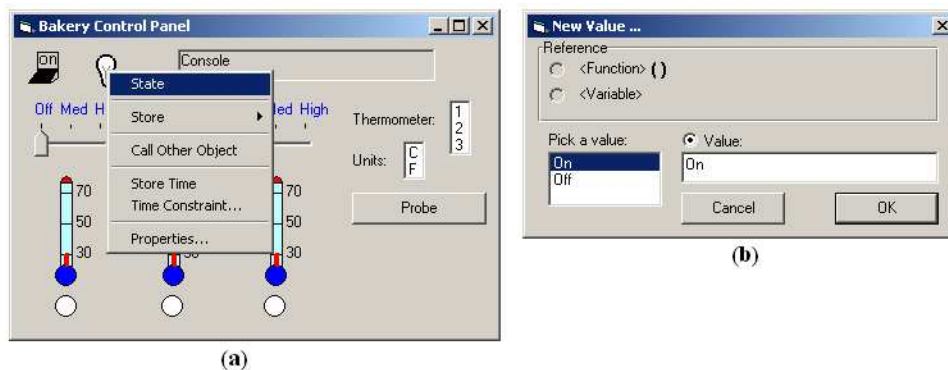 Bakery Control Panel
on
Console
State
Store
Call Other Object
Store Time
Time Constraint...
Properties...
Off Med H
ed High
Thermometer:
1
2
3
Units:
C
F
Probe
70
50
30
70
50
30
(a)
New Value ...
Reference
<Function> ( )
<Variable>
Pick a value:
On
Off
Value:
On
Cancel
OK
(b)